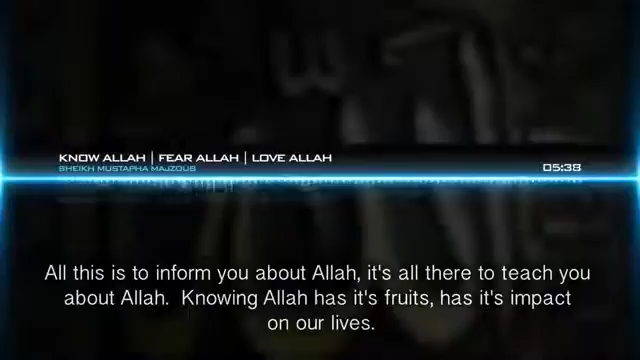 KNOW ALLAH | FEAR ALLAH | LOVE ALLAH
SHEIKH MUSTAPHA MAJZOUB
05:38
All this is to inform you about Allah, it's all there to teach you
about Allah. Knowing Allah has it's fruits, has it's impact
on our lives.